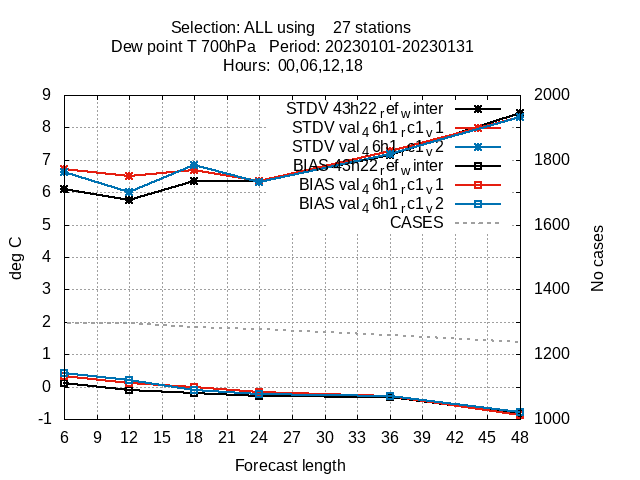 Selection: ALL using    27 stations
Dew point T 700hPa   Period: 20230101-20230131
Hours:  00,06,12,18
STDV 43h22_ref_winter
STDV val_46h1_rc1_v1
STDV val_46h1_rc1_v2
BIAS 43h22_ref_winter
BIAS val_46h1_rc1_v1
BIAS val_46h1_rc1_v2
CASES
9
8
7
6
5
4
3
2
1
0
-1
deg C
2000
1800
1600
1400
1200
1000
No cases
6 9 12 15 18 21 24 27 30 33 36 39 42 45 48
Forecast length